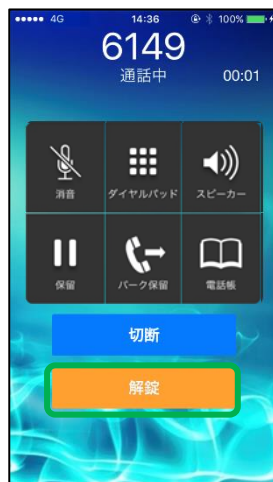 4G 14:36 100%
6149
通話中 00:01
消音 ダイヤルパッド スピーカー
保留 パーク保留 電話帳
切断
解錠